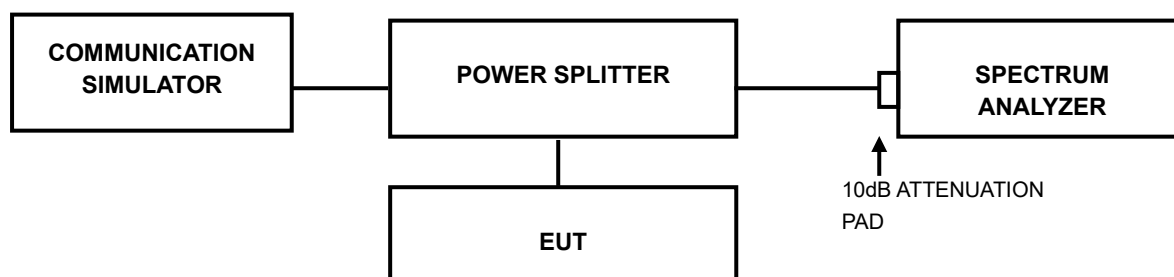 COMMUNICATION
SIMULATOR
POWER SPLITTER
SPECTRUM
ANALYZER
10dB ATTENUATION
PAD
EUT